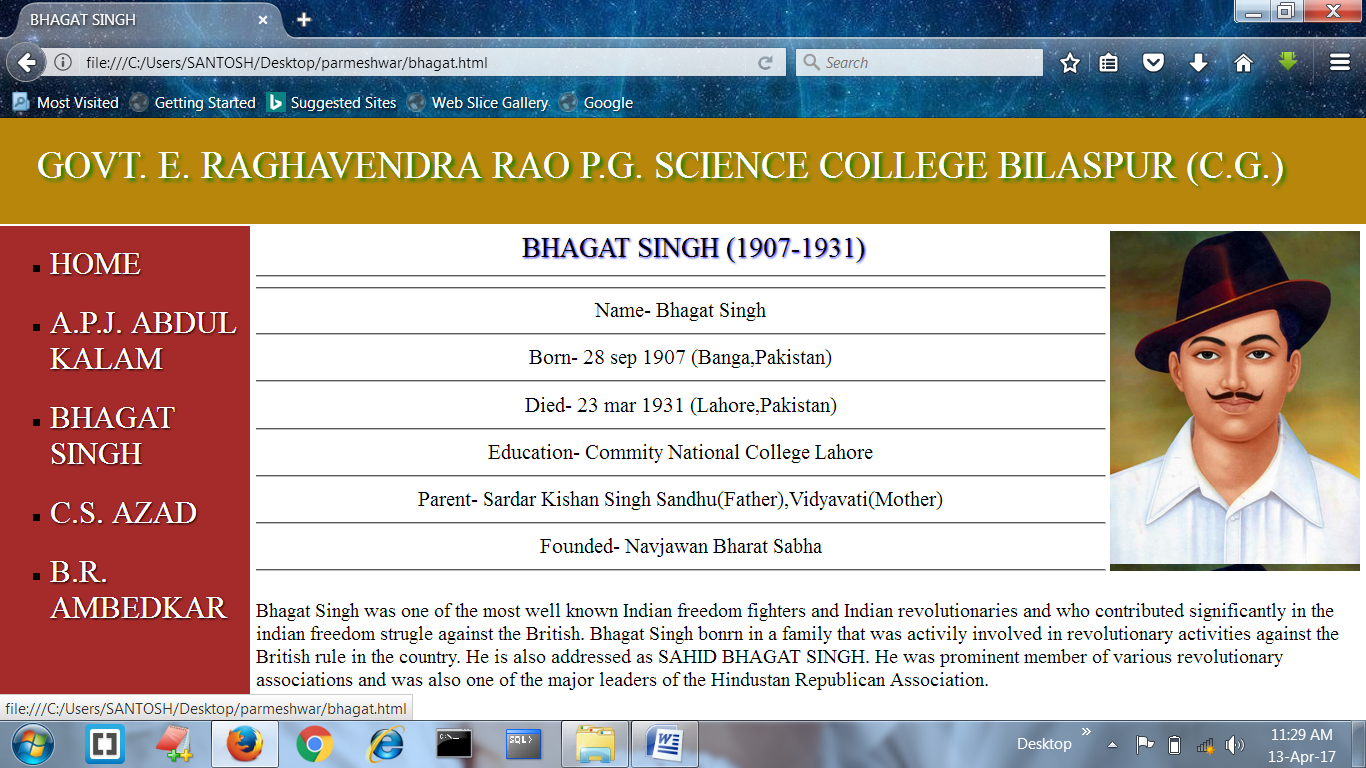 BHAGAT SINGH
file:///C:/Users/SANTOSH/Desktop/parmeshwar/bhagat.html
Search
Most Visited Getting Started Suggested Sites Web Slice Gallery Google
GOVT. E. RAGHAVENDRA RAO P.G. SCIENCE COLLEGE BILASPUR (C.G.)
HOME
A.P.J. ABDUL
KALAM
BHAGAT
SINGH
C.S. AZAD
B.R.
AMBEDKAR
BHAGAT SINGH (1907-1931)
Name- Bhagat Singh
Born- 28 sep 1907 (Banga,Pakistan)
Died- 23 mar 1931 (Lahore,Pakistan)
Education- Commity National College Lahore
Parent- Sardar Kishan Singh Sandhu(Father),Vidyavati(Mother)
Founded- Navjawan Bharat Sabha
Bhagat Singh was one of the most well known Indian freedom fighters and Indian revolutionaries and who contributed significantly in the
indian freedom strugle against the British. Bhagat Singh bonrn in a family that was activily involved in revolutionary activities against the
British rule in the country. He is also addressed as SAHID BHAGAT SINGH. He was prominent member of various revolutionary
associations and was also one of the major leaders of the Hindustan Republican Association.
file:///C:/Users/SANTOSH/Desktop/parmeshwar/bhagat.html
SQL>
Desktop
11:29 AM
13-Apr-17